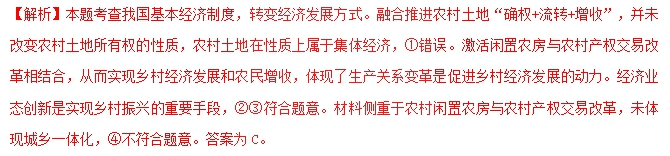 【解析】本题考查我国基本经济制度，转变经济发展方式。融合推进农村土地“确权+流转+增收”，并未
改变农村土地所有权的性质，农村土地在性质上属于集体经济，①错误。激活闲置农房与农村产权交易改
革相结合，从而实现乡村经济发展和农民增收，体现了生产关系变革是促进乡村经济发展的动力。经济业
态创新是实现乡村振兴的重要手段，②③符合题意。材料侧重于农村闲置农房与农村产权交易改革，未体
现城乡一体化，④不符合题意。答案为 C。